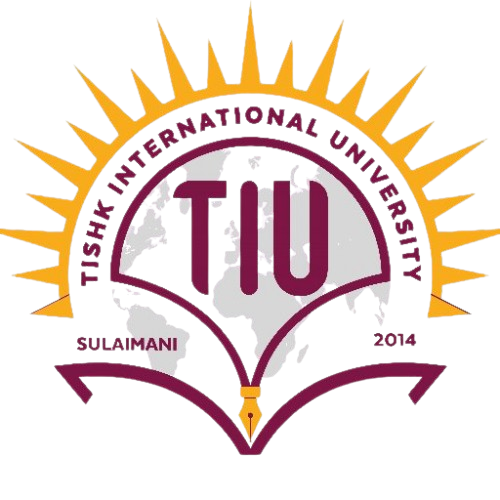 TISHK INTERNATIONAL UNIVERSITY
TIU
SULAIMANI
2014